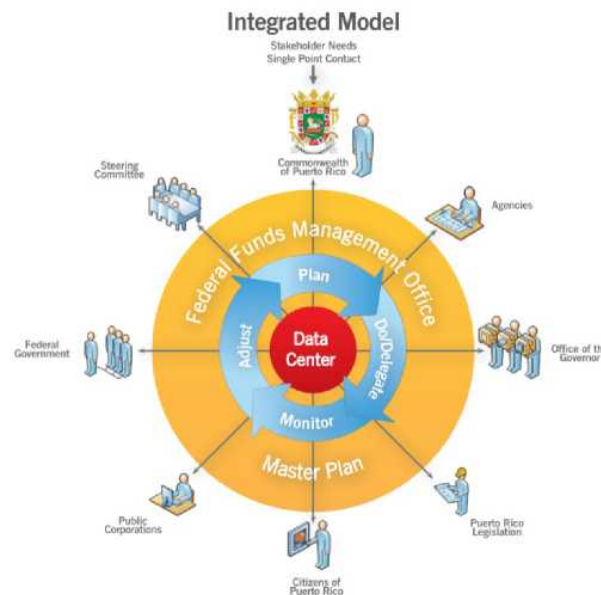 Integrated Model
Stakeholder Needs
Single Point Contact
Commonwealth
of Puerto Rico
Steering
Committee
Agencies
Federal Funds Management Office
Plan
Data
Center
Adjust
Do/Delegate
Monitor
Master Plan
Federal
Government
Office of th
Governor
Public
Corporations
Puerto Rico
Legislation
Citizens of
Puerto Rico